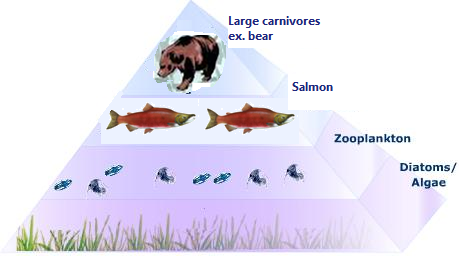 Large carnivores
ex. bear
Salmon
Zooplankton
Diatoms/
Algae